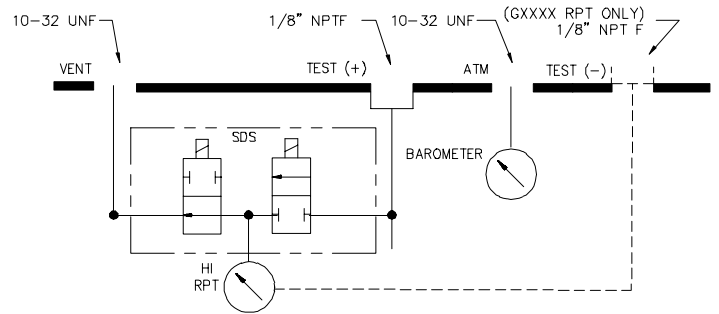 10-32 UNF
1/8" NPTF
10-32 UNF
(GXXXX RPT ONLY)
1/8" NPT F
VENT
TEST (+)
ATM
TEST (-)
SDS
BAROMETER
HI
RPT